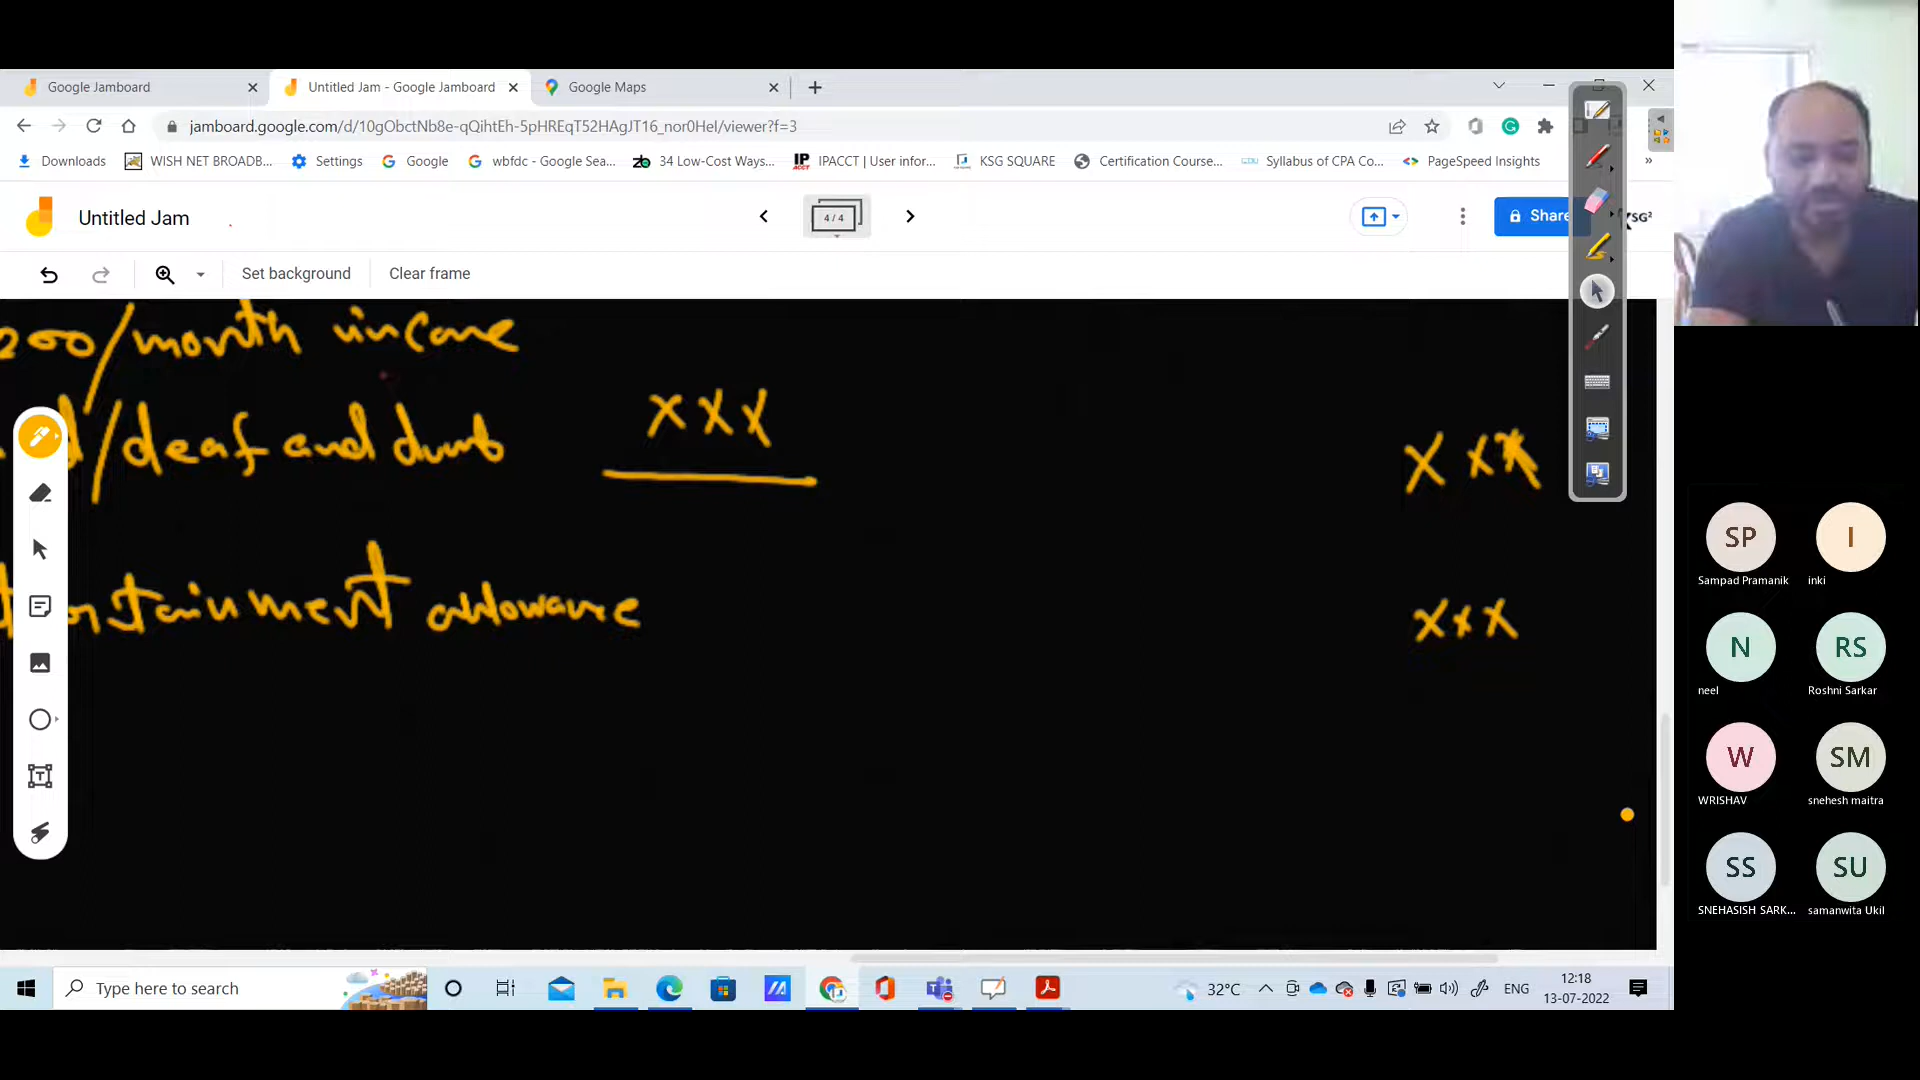 Google Jamboard
Untitled Jam - Google Jamboard
Google Maps
jamboard.google.com/d/10gObctNb8e-qQihtEh-5pHREqT52HAgJT16_nor0HeI/viewer?f=3
Downloads
WISH NET BROADB...
Settings
Google
wbfdc - Google Sea...
34 Low-Cost Ways...
IPACCT | User infor...
KSG SQUARE
Certification Course...
Syllabus of CPA Co...
PageSpeed Insights
»
Untitled Jam
4 / 4
Share
KSG²
Set background
Clear frame
200/month income
d/deaf and dumb xxx xxx
ertainment allowance xxx
SP
Sampad Pramanik
I
inki
N
neel
RS
Roshni Sarkar
W
WRISHAV
SM
snehesh maitra
SS
SNEHASISH SARK...
SU
samanwita Ukil
Type here to search
32°C
ENG
12:18
13-07-2022